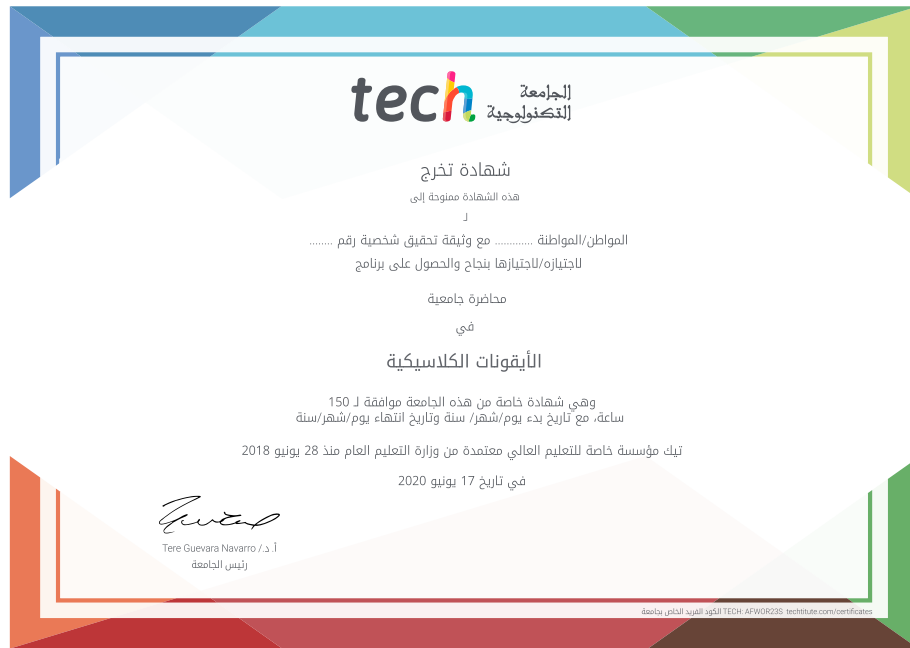 tech الجامعة
التكنولوجية
شهادة تخرج
هذه الشهادة ممنوحة إلى
لـ
المواطن/المواطنة ............. مع وثيقة تحقيق شخصية رقم ........
لاجتيازه/لاجتيازها بنجاح والحصول على برنامج
محاضرة جامعية
في
الأيقونات الكلاسيكية
وهي شهادة خاصة من هذه الجامعة موافقة لـ 150
ساعة، مع تاريخ بدء يوم/شهر/ سنة وتاريخ انتهاء يوم/شهر/سنة
تيك مؤسسة خاصة للتعليم العالي معتمدة من وزارة التعليم العام منذ 28 يونيو 2018
في تاريخ 17 يونيو 2020
أ.د./ Tere Guevara Navarro
رئيس الجامعة
الكود الفريد الخاص بجامعة TECH: AFWOR23S techtitute.com/certificates